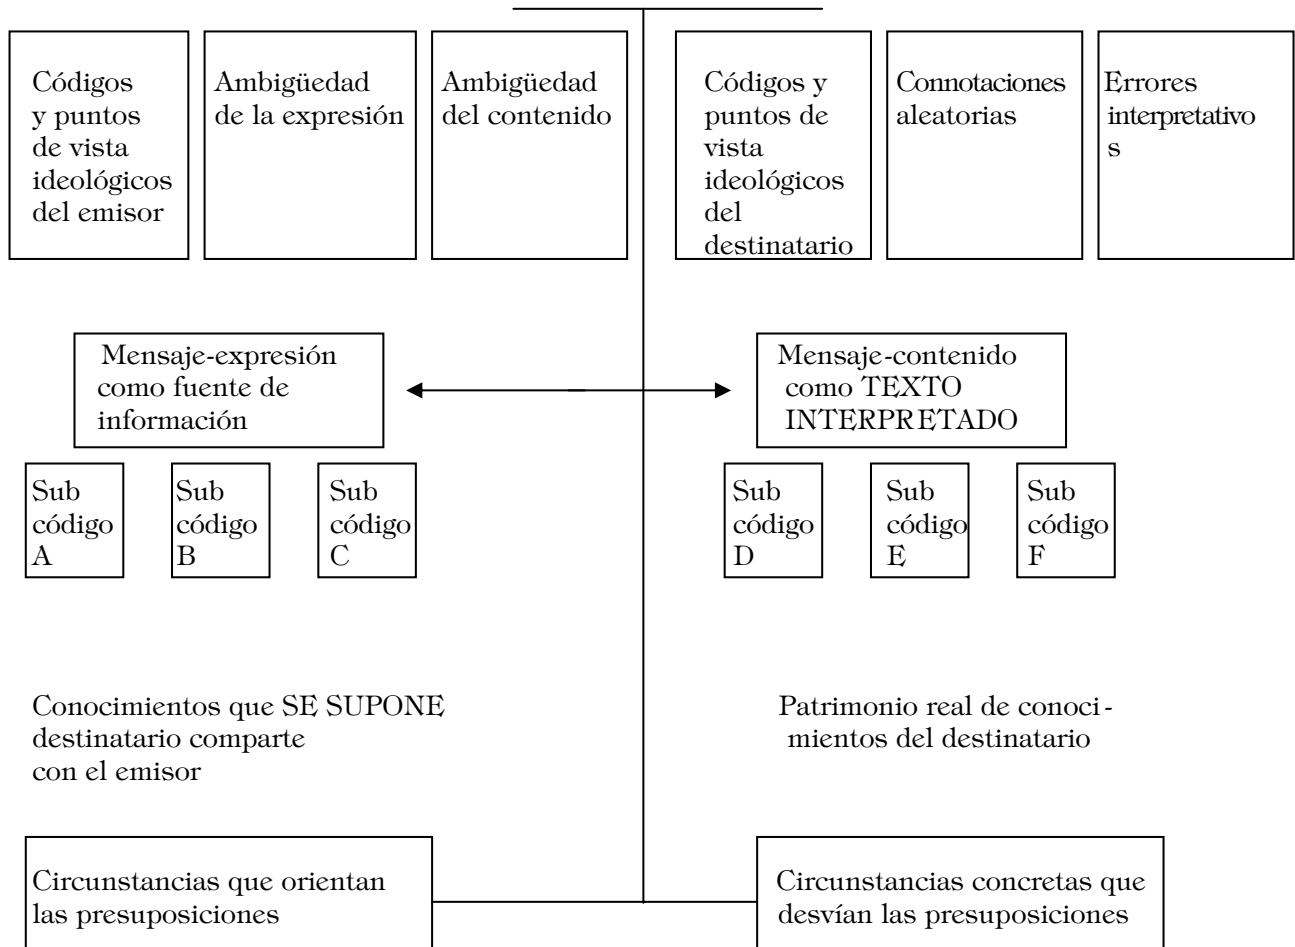 Códigos
y puntos
de vista
ideológicos
del emisor
Ambigüedad
de la expresión
Ambigüedad
del contenido
Códigos y
puntos de
vista
ideológicos
del
destinatario
Connotaciones
aleatorias
Errores
interpretativo
s
Mensaje-expresión
como fuente de
información
Mensaje-contenido
como TEXTO
INTERPRETADO
Sub
código
A
Sub
código
B
Sub
código
C
Sub
código
D
Sub
código
E
Sub
código
F
Conocimientos que SE SUPONE
destinatario comparte
con el emisor
Patrimonio real de conoci-
mientos del destinatario
Circunstancias que orientan
las presuposiciones
Circunstancias concretas que
desvían las presuposiciones